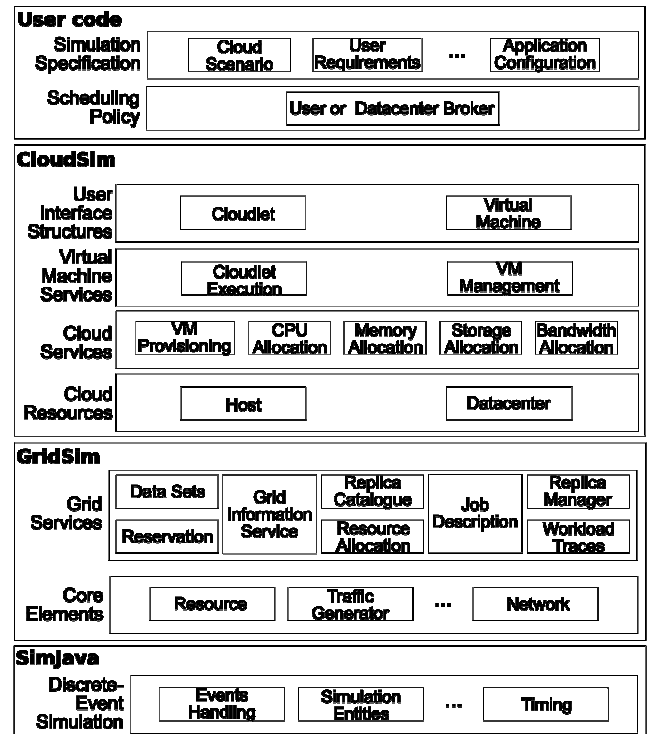 User code
Simulation
Specification
Cloud
Scenario
User
Requirements
...
Application
Configuration
Scheduling
Policy
User or Datacenter Broker
CloudSim
User
Interface
Structures
Cloudlet
Virtual
Machine
Virtual
Machine
Services
Cloudlet
Execution
VM
Management
Cloud
Services
VM
Provisioning
CPU
Allocation
Memory
Allocation
Storage
Allocation
Bandwidth
Allocation
Cloud
Resources
Host
Datacenter
GridSim
Grid
Services
Data Sets
Reservation
Grid
Information
Service
Replica
Catalogue
Resource
Allocation
Job
Description
Replica
Manager
Workload
Traces
Core
Elements
Resource
Traffic
Generator
...
Network
SimJava
Discrete-
Event
Simulation
Events
Handling
Simulation
Entities
...
Timing